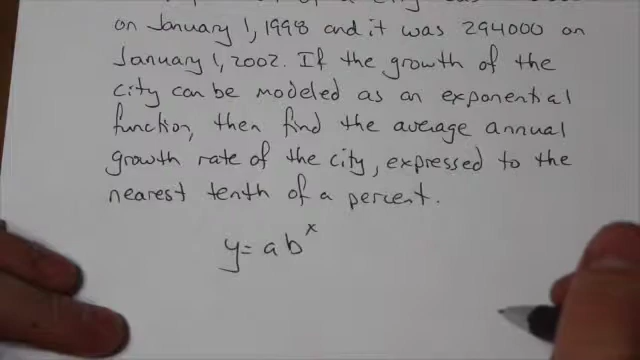 on January 1, 1998 and it was 294000 on
January 1, 2002. If the growth of the
city can be modeled as an exponential
function, then find the average annual
growth rate of the city, expressed to the
nearest tenth of a percent.
y=ab^x